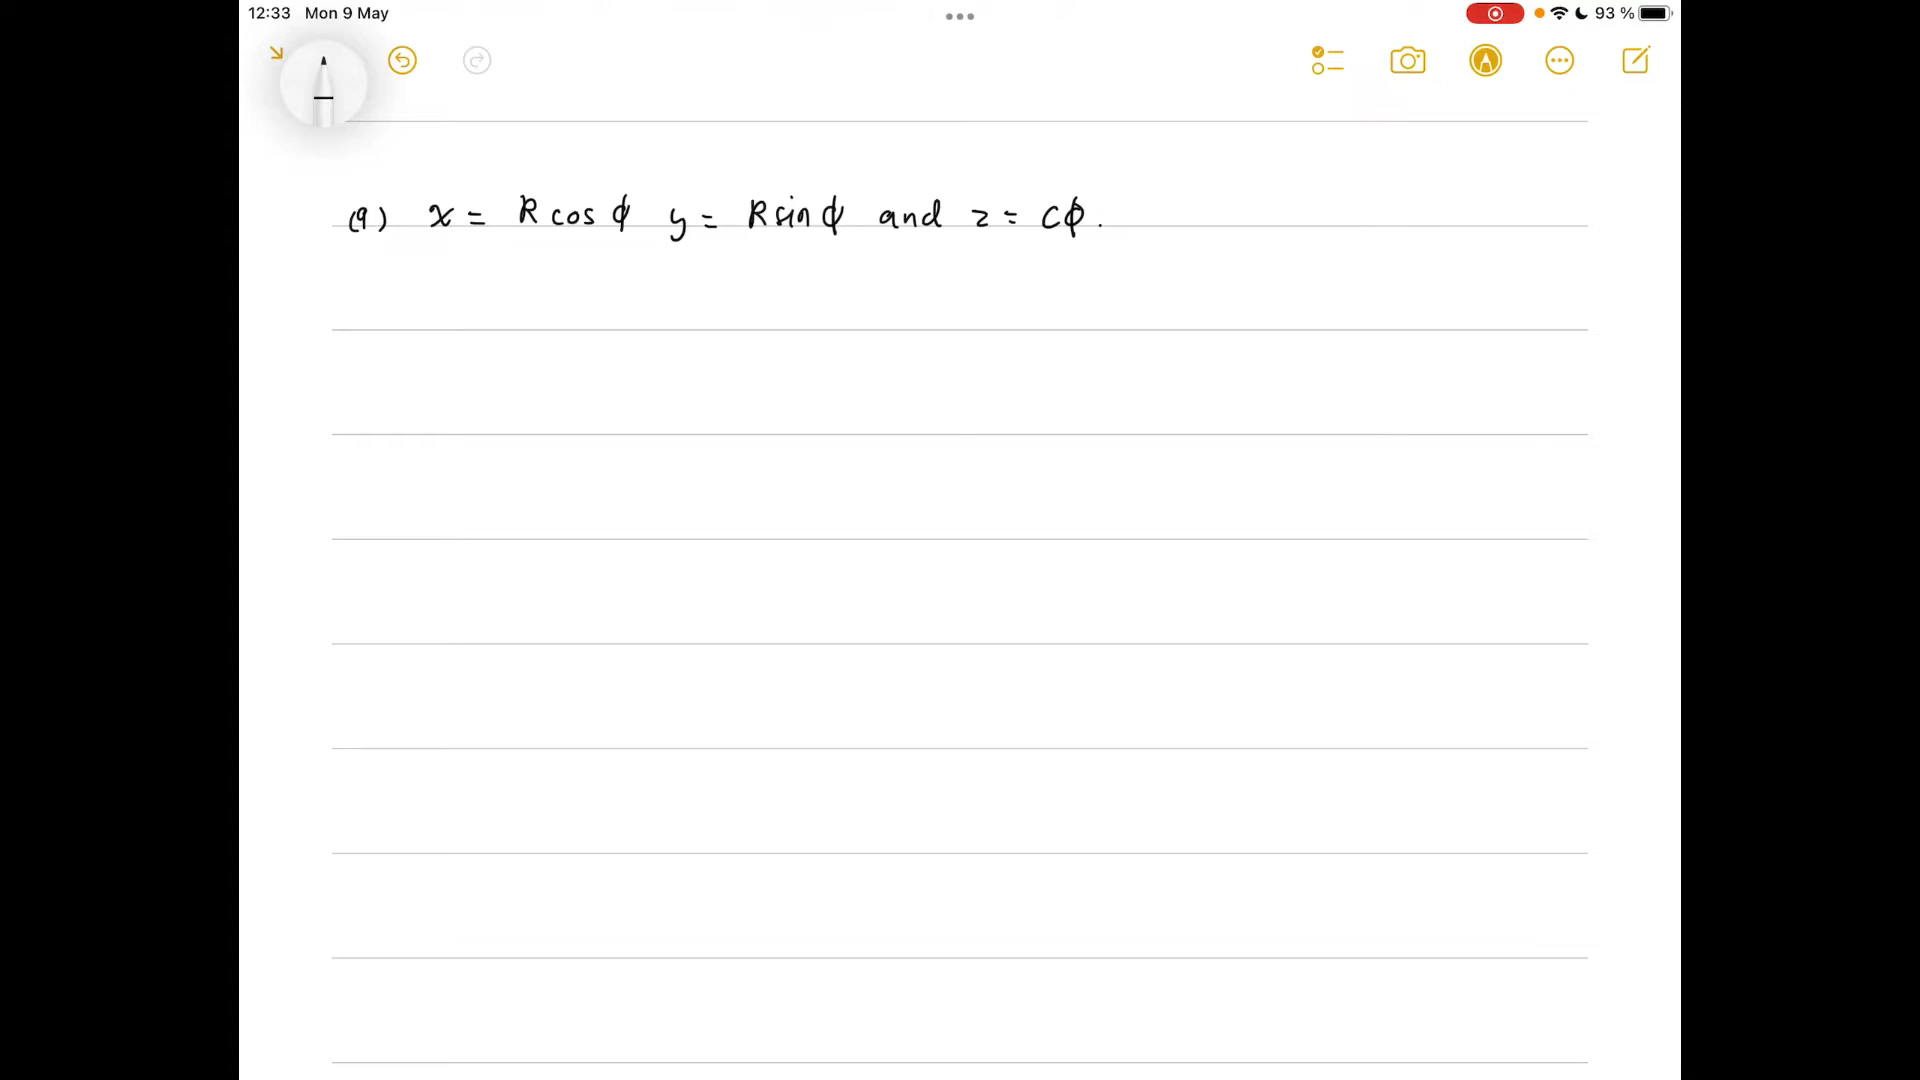 12:33 Mon 9 May 93 %
(9) x = R cos ϕ y = R sin ϕ and z = cϕ.